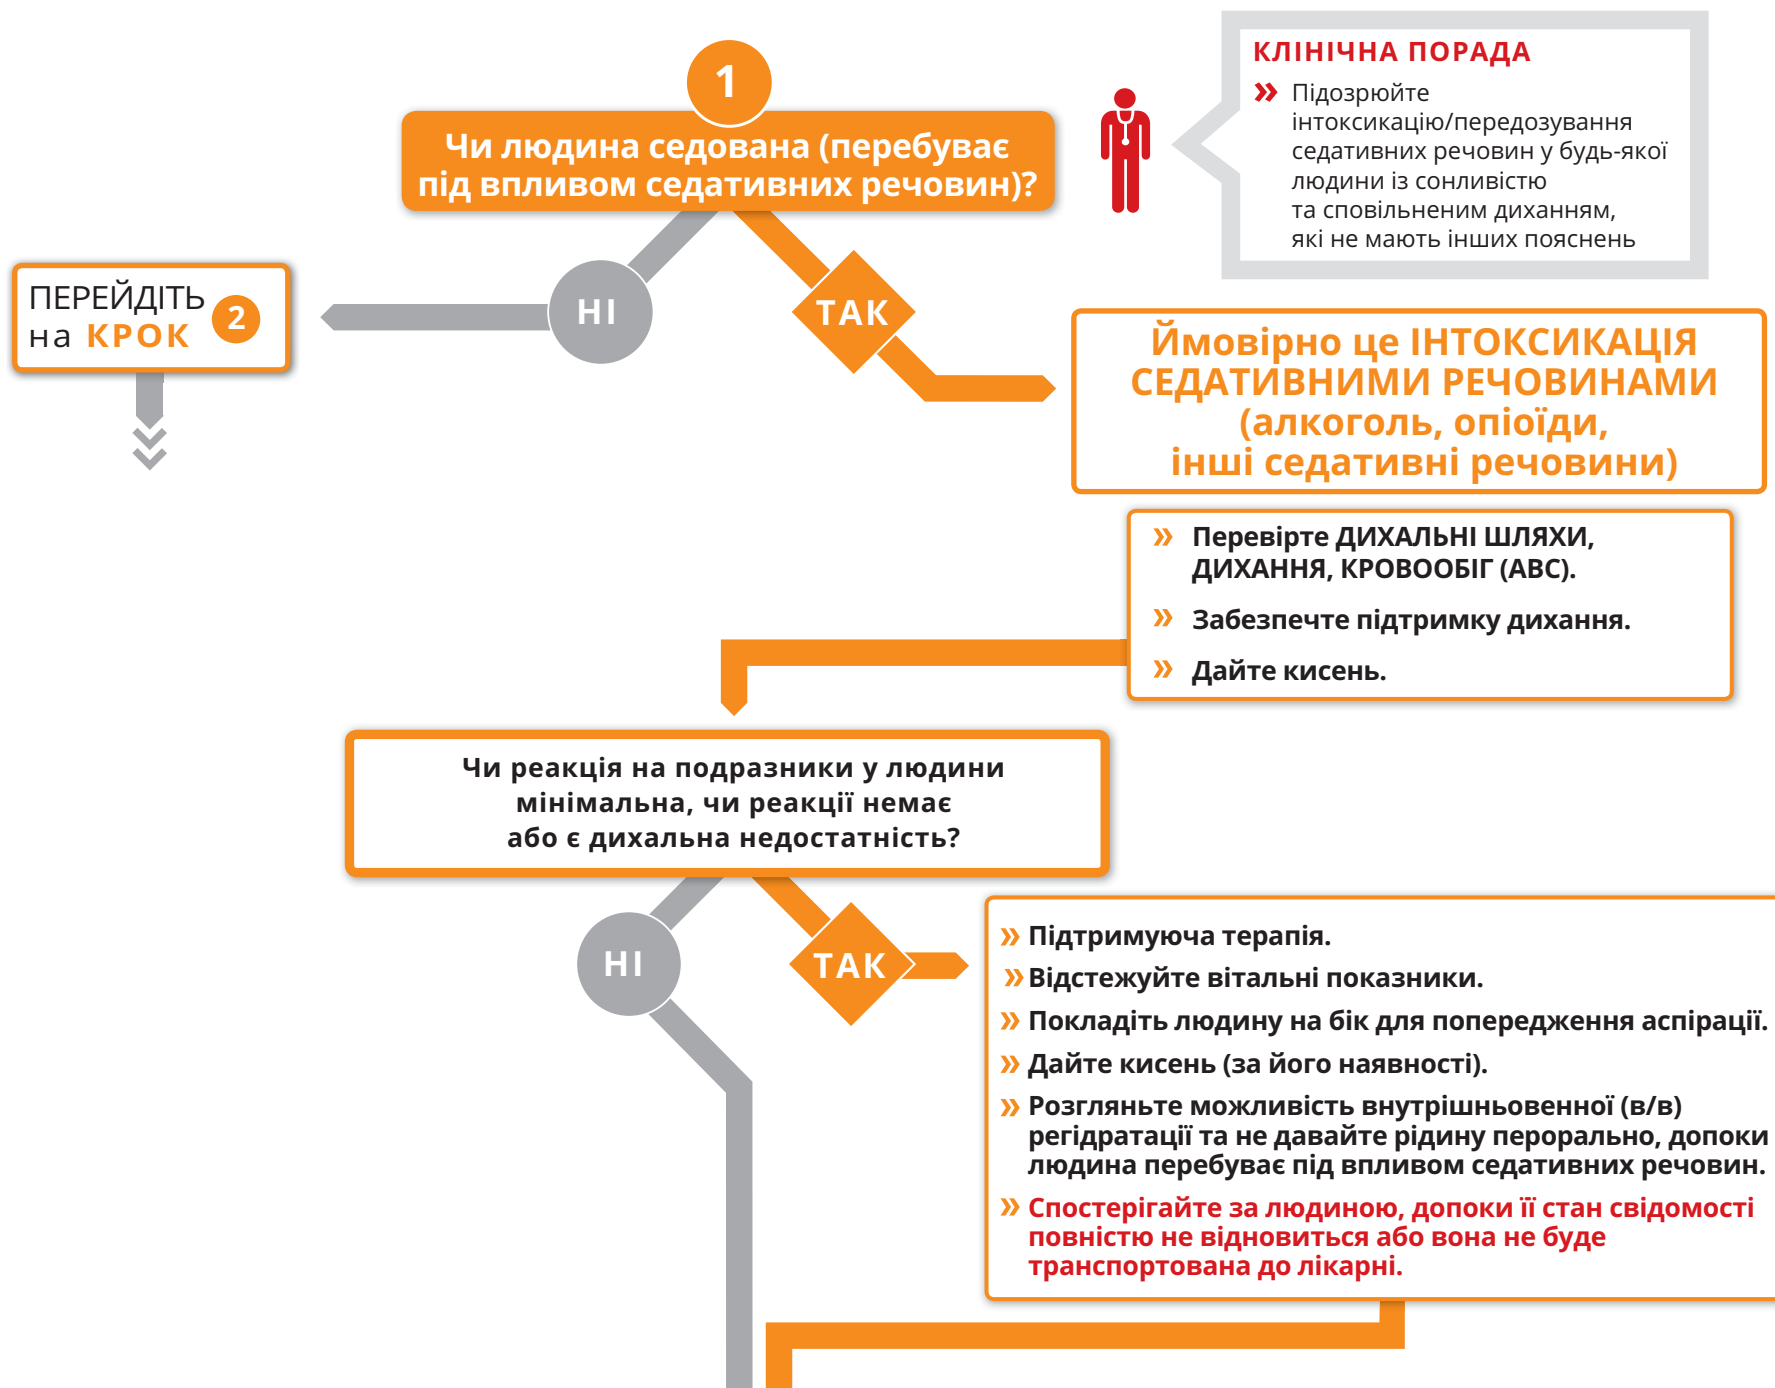 1
Чи людина седована (перебуває
під впливом седативних речовин)?
КЛІНІЧНА ПОРАДА
» Підозрюйте
інтоксикацію/передозування
седативних речовин у будь-якої
людини із сонливістю
та сповільненим диханням,
які не мають інших пояснень
НІ
ТАК
ПЕРЕЙДІТЬ
на КРОК 2
Ймовірно це ІНТОКСИКАЦІЯ
СЕДАТИВНИМИ РЕЧОВИНАМИ
(алкоголь, опіоїди,
інші седативні речовини)
» Перевірте ДИХАЛЬНІ ШЛЯХИ,
ДИХАННЯ, КРОВООБІГ (ABC).
» Забезпечте підтримку дихання.
» Дайте кисень.
Чи реакція на подразники у людини
мінімальна, чи реакції немає
або є дихальна недостатність?
НІ
ТАК
» Підтримуюча терапія.
» Відстежуйте вітальні показники.
» Покладіть людину на бік для попередження аспірації.
» Дайте кисень (за його наявності).
» Розгляньте можливість внутрішньовенної (в/в)
регідратації та не давайте рідину перорально, допоки
людина перебуває під впливом седативних речовин.
» Спостерігайте за людиною, допоки її стан свідомості
повністю не відновиться або вона не буде
транспортована до лікарні.